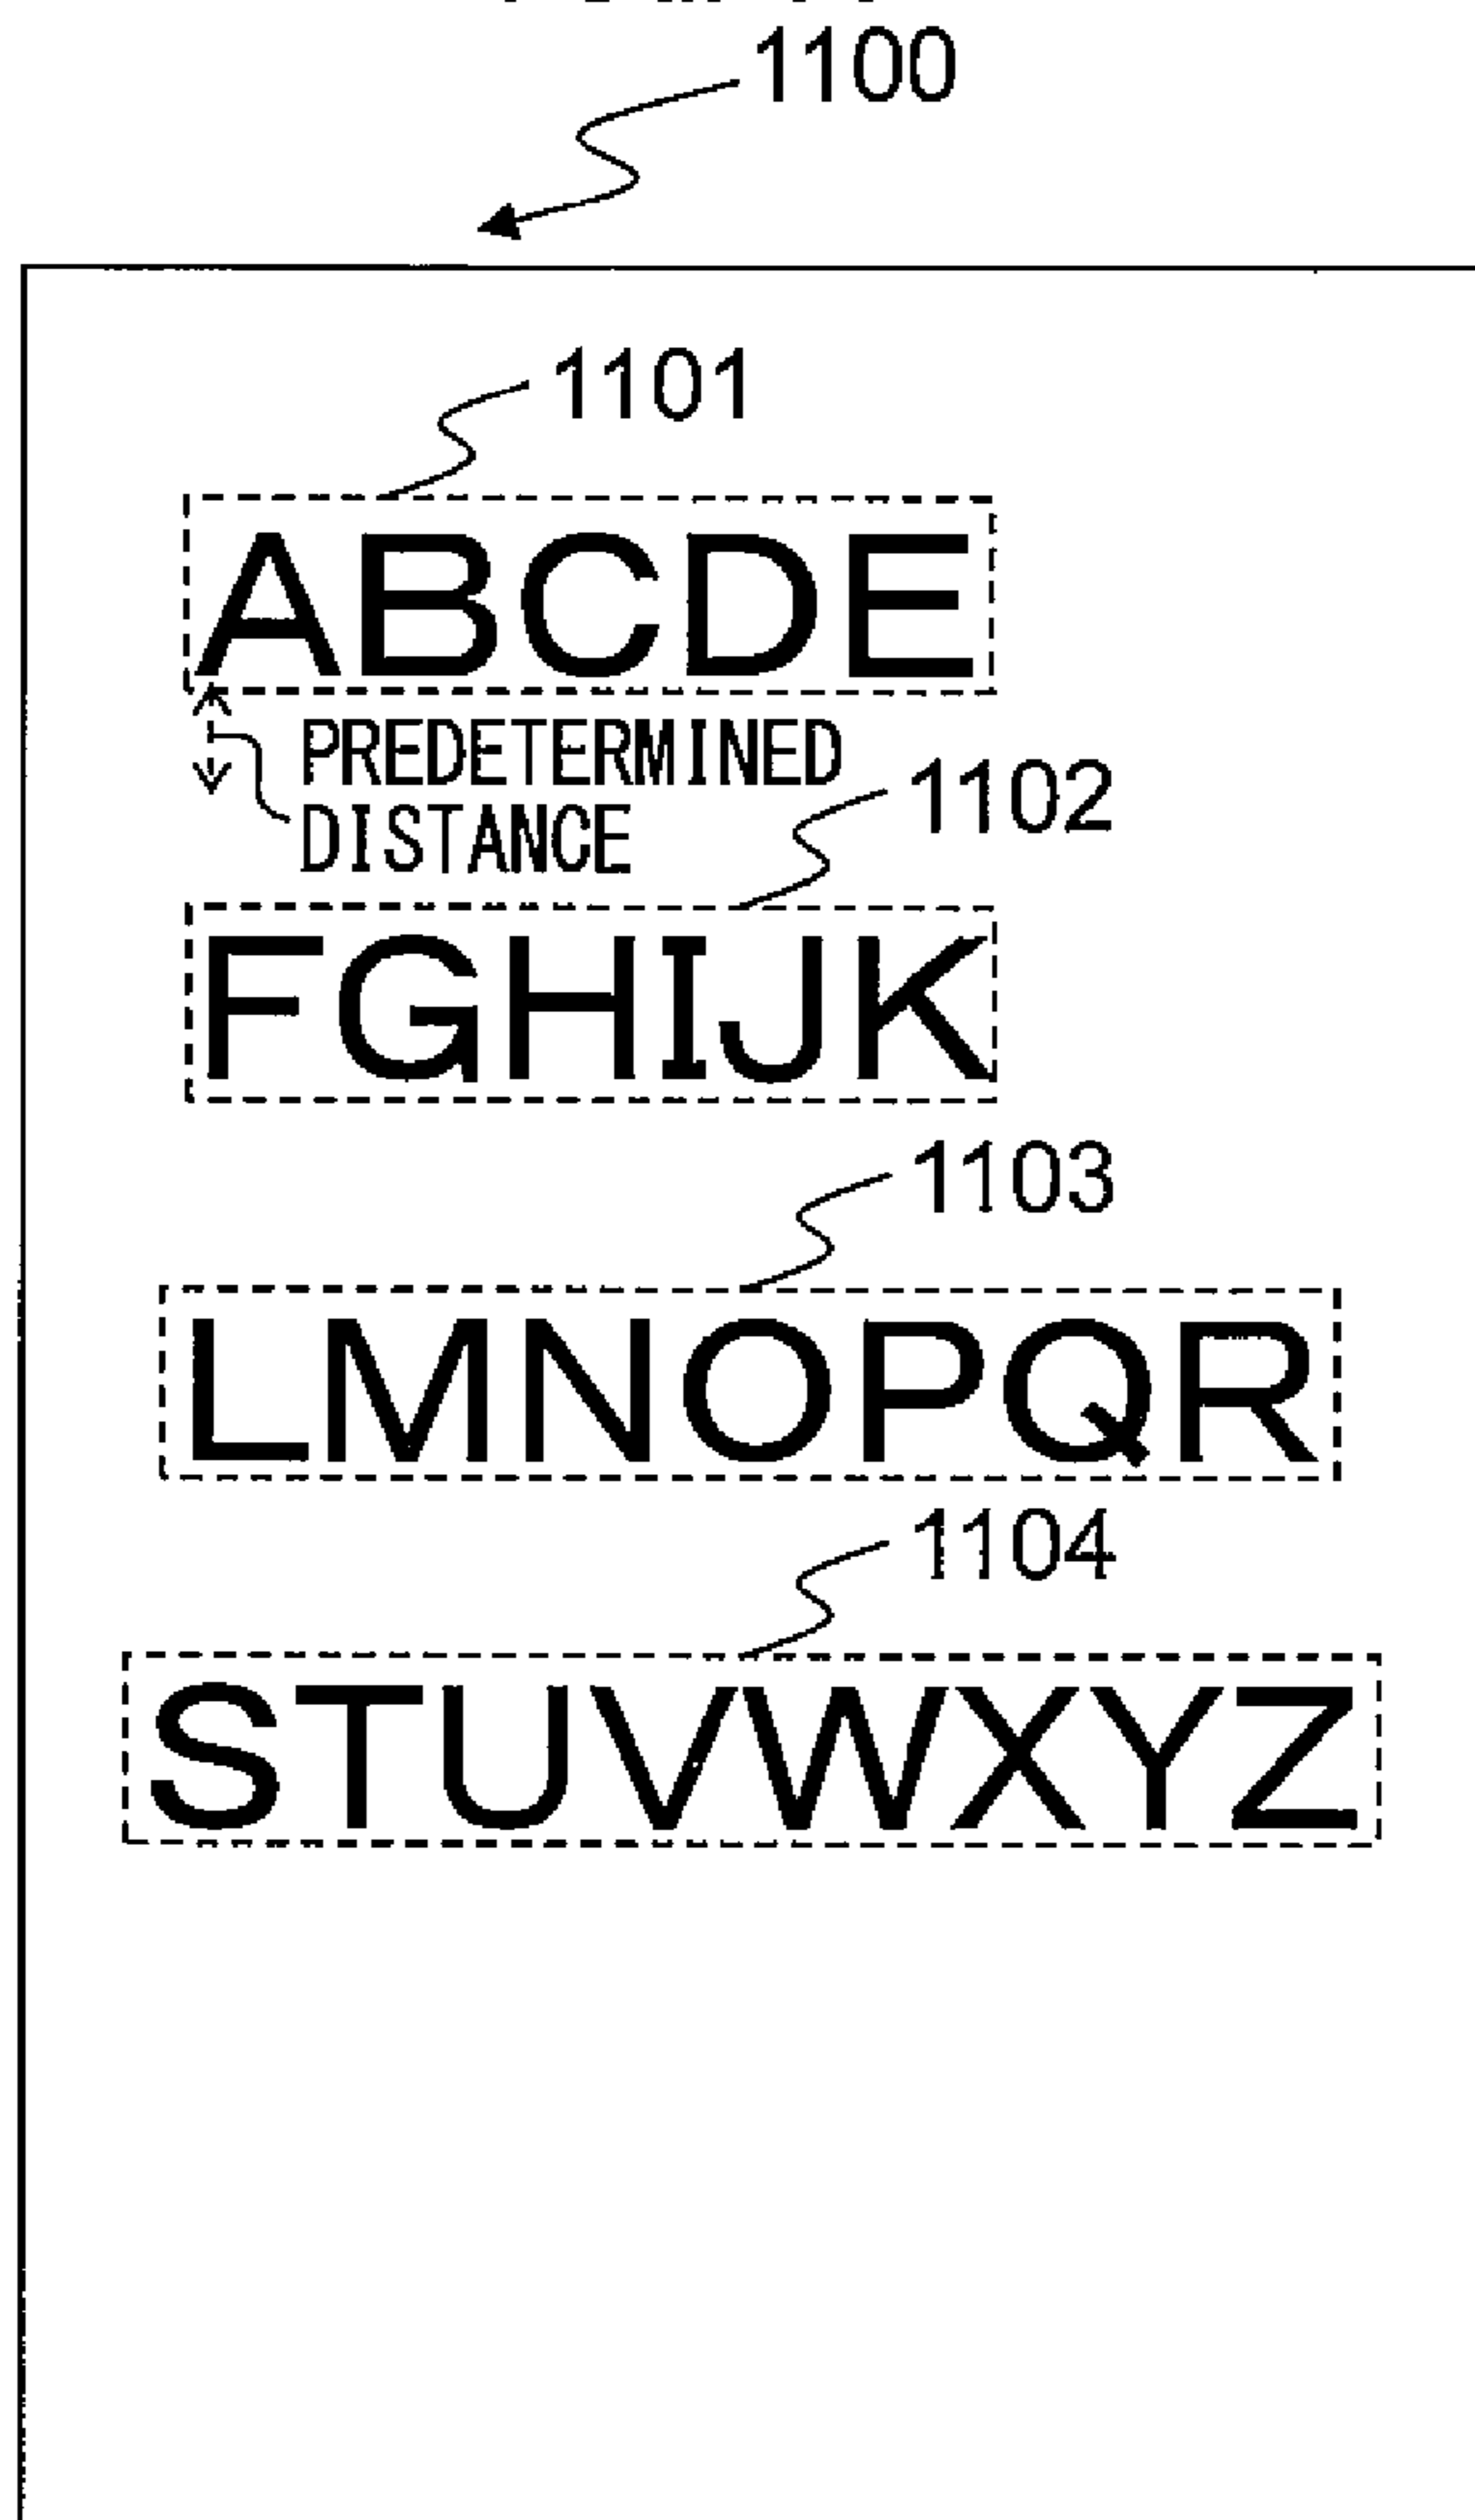 1100
1101
ABCDE
PREDETERMINED
DISTANCE
1102
FGHIJK
1103
LMNOPQR
1104
STUVWXYZ